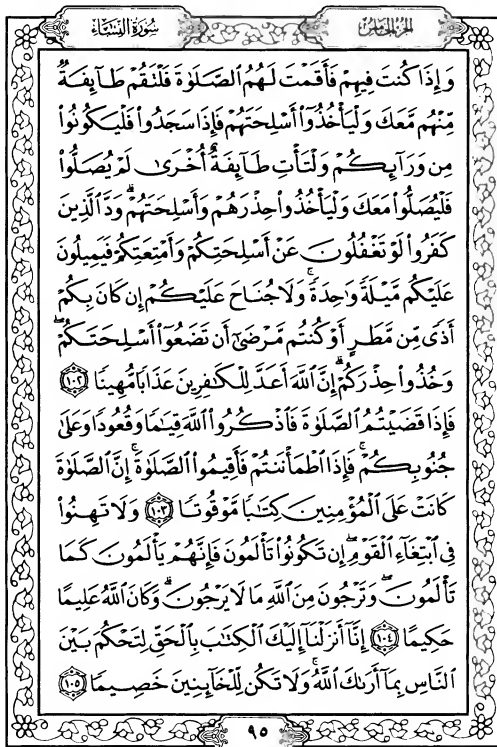 الجزء الخامس
سورة النساء
وَإِذَا كُنتَ فِيهِمْ فَأَقَمْتَ لَهُمُ ٱلصَّلَوٰةَ فَلْتَقُمْ طَآئِفَةٌ
مِّنْهُم مَّعَكَ وَلْيَأْخُذُوٓا۟ أَسْلِحَتَهُمْ فَإِذَا سَجَدُوا۟ فَلْيَكُونُوا۟
مِن وَرَآئِكُمْ وَلْتَأْتِ طَآئِفَةٌ أُخْرَىٰ لَمْ يُصَلُّوا۟
فَلْيُصَلُّوا۟ مَعَكَ وَلْيَأْخُذُوا۟ حِذْرَهُمْ وَأَسْلِحَتَهُمْ ۗ وَدَّ ٱلَّذِينَ
كَفَرُوا۟ لَوْ تَغْفُلُونَ عَنْ أَسْلِحَتِكُمْ وَأَمْتِعَتِكُمْ فَيَمِيلُونَ
عَلَيْكُم مَّيْلَةً وَٰحِدَةً ۚ وَلَا جُنَاحَ عَلَيْكُمْ إِن كَانَ بِكُمْ
أَذًى مِّن مَّطَرٍ أَوْ كُنتُم مَّرْضَىٰٓ أَن تَضَعُوٓا۟ أَسْلِحَتَكُمْ ۖ
وَخُذُوا۟ حِذْرَكُمْ ۗ إِنَّ ٱللَّهَ أَعَدَّ لِلْكَٰفِرِينَ عَذَابًا مُّهِينًا ١٠٢
فَإِذَا قَضَيْتُمُ ٱلصَّلَوٰةَ فَٱذْكُرُوا۟ ٱللَّهَ قِيَٰمًا وَقُعُودًا وَعَلَىٰ
جُنُوبِكُمْ ۚ فَإِذَا ٱطْمَأْنَنتُمْ فَأَقِيمُوا۟ ٱلصَّلَوٰةَ ۚ إِنَّ ٱلصَّلَوٰةَ
كَانَتْ عَلَى ٱلْمُؤْمِنِينَ كِتَٰبًا مَّوْقُوتًا ١٠٣ وَلَا تَهِنُوا۟
فِى ٱبْتِغَآءِ ٱلْقَوْمِ ۖ إِن تَكُونُوا۟ تَأْلَمُونَ فَإِنَّهُمْ يَأْلَمُونَ كَمَا
تَأْلَمُونَ ۖ وَتَرْجُونَ مِنَ ٱللَّهِ مَا لَا يَرْجُونَ ۗ وَكَانَ ٱللَّهُ عَلِيمًا
حَكِيمًا ١٠٤ إِنَّآ أَنزَلْنَآ إِلَيْكَ ٱلْكِتَٰبَ بِٱلْحَقِّ لِتَحْكُمَ بَيْنَ
ٱلنَّاسِ بِمَآ أَرَىٰكَ ٱللَّهُ ۚ وَلَا تَكُن لِّلْخَآئِنِينَ خَصِيمًا ١٠٥
٩٥